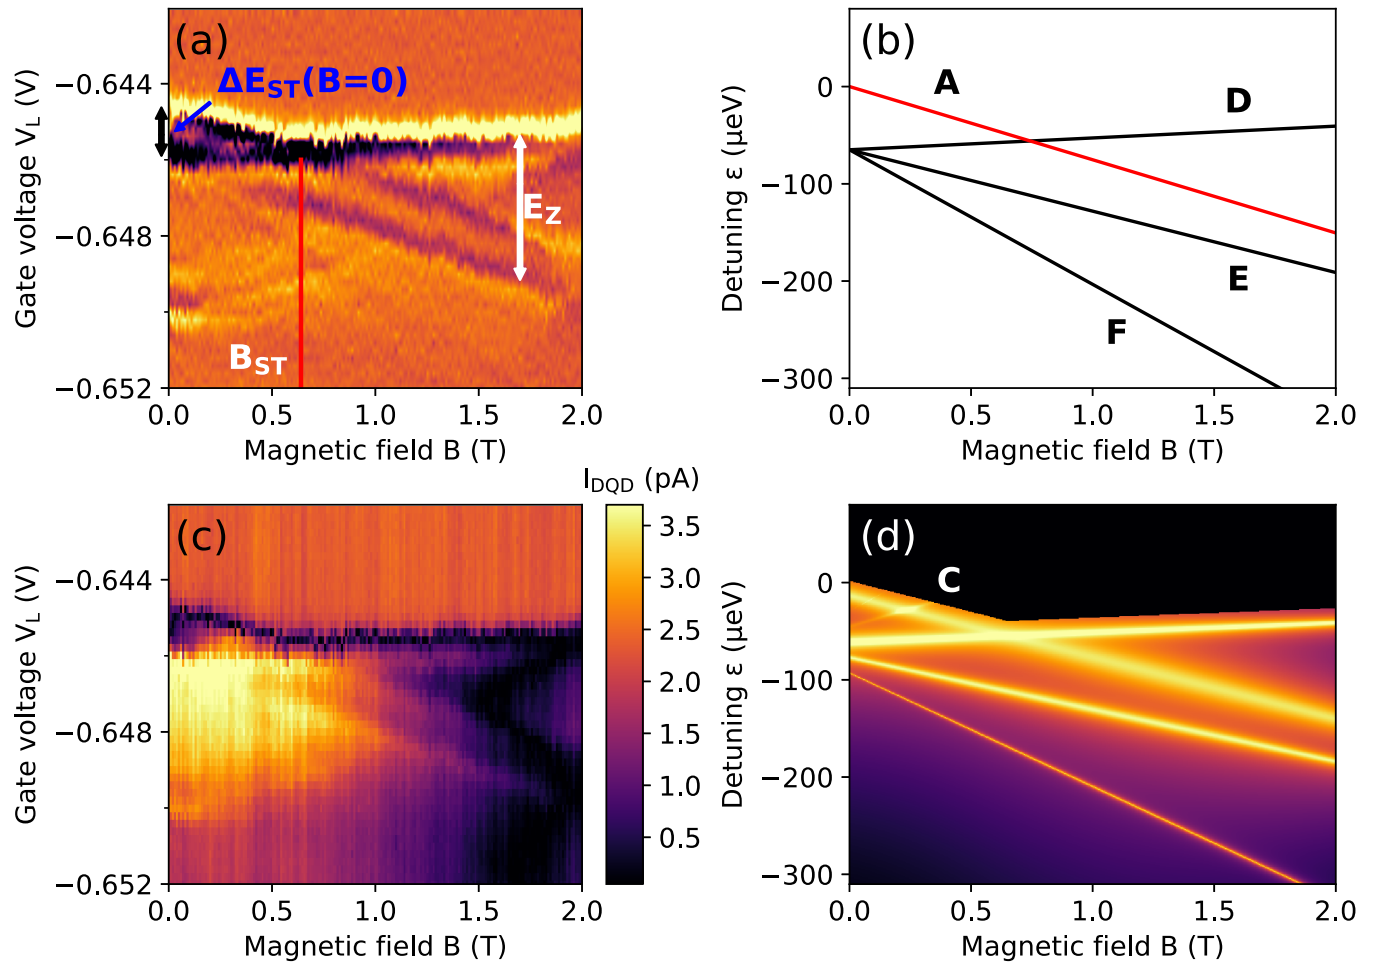 (a)
ΔE_ST(B=0)
E_Z
B_ST
Gate voltage V_L (V)
−0.644
−0.648
−0.652
0.0 0.5 1.0 1.5 2.0
Magnetic field B (T)
(b)
A
D
E
F
Detuning ε (μeV)
0
−100
−200
−300
0.0 0.5 1.0 1.5 2.0
Magnetic field B (T)
(c)
Gate voltage V_L (V)
−0.644
−0.648
−0.652
0.0 0.5 1.0 1.5 2.0
Magnetic field B (T)
I_DQD (pA)
3.5
3.0
2.5
2.0
1.5
1.0
0.5
(d)
C
Detuning ε (μeV)
0
−100
−200
−300
0.0 0.5 1.0 1.5 2.0
Magnetic field B (T)